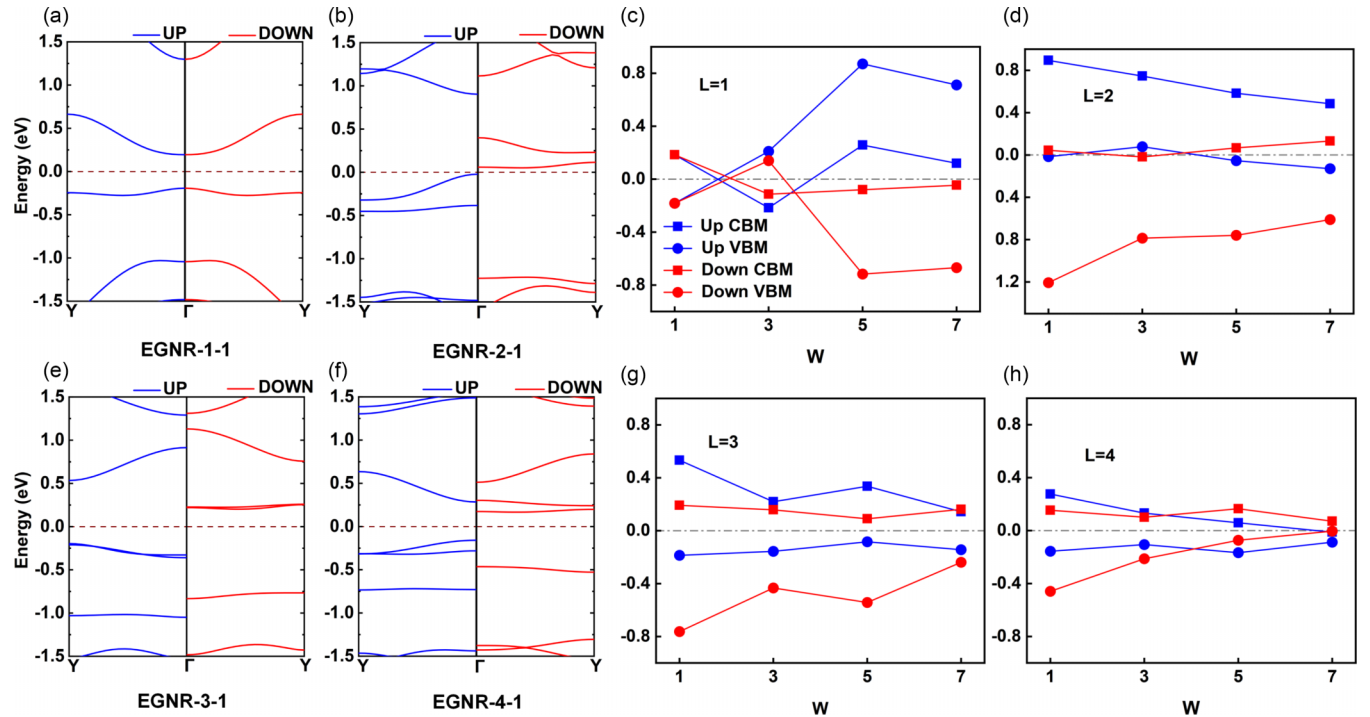 (a)
UP DOWN
1.5
1.0
0.5
0.0
-0.5
-1.0
-1.5
Energy (eV)
Y Γ Y
EGNR-1-1
(b)
UP DOWN
1.5
1.0
0.5
0.0
-0.5
-1.0
-1.5
Y Γ Y
EGNR-2-1
(c)
L=1
0.8
0.4
0.0
-0.4
-0.8
Up CBM
Up VBM
Down CBM
Down VBM
1 3 5 7
W
(d)
L=2
0.8
0.4
0.0
0.4
0.8
1.2
1 3 5 7
W
(e)
UP DOWN
1.5
1.0
0.5
0.0
-0.5
-1.0
-1.5
Energy (eV)
Y Γ Y
EGNR-3-1
(f)
UP DOWN
1.5
1.0
0.5
0.0
-0.5
-1.0
-1.5
Y Γ Y
EGNR-4-1
(g)
L=3
0.8
0.4
0.0
-0.4
-0.8
1 3 5 7
W
(h)
L=4
0.8
0.4
0.0
-0.4
-0.8
1 3 5 7
W